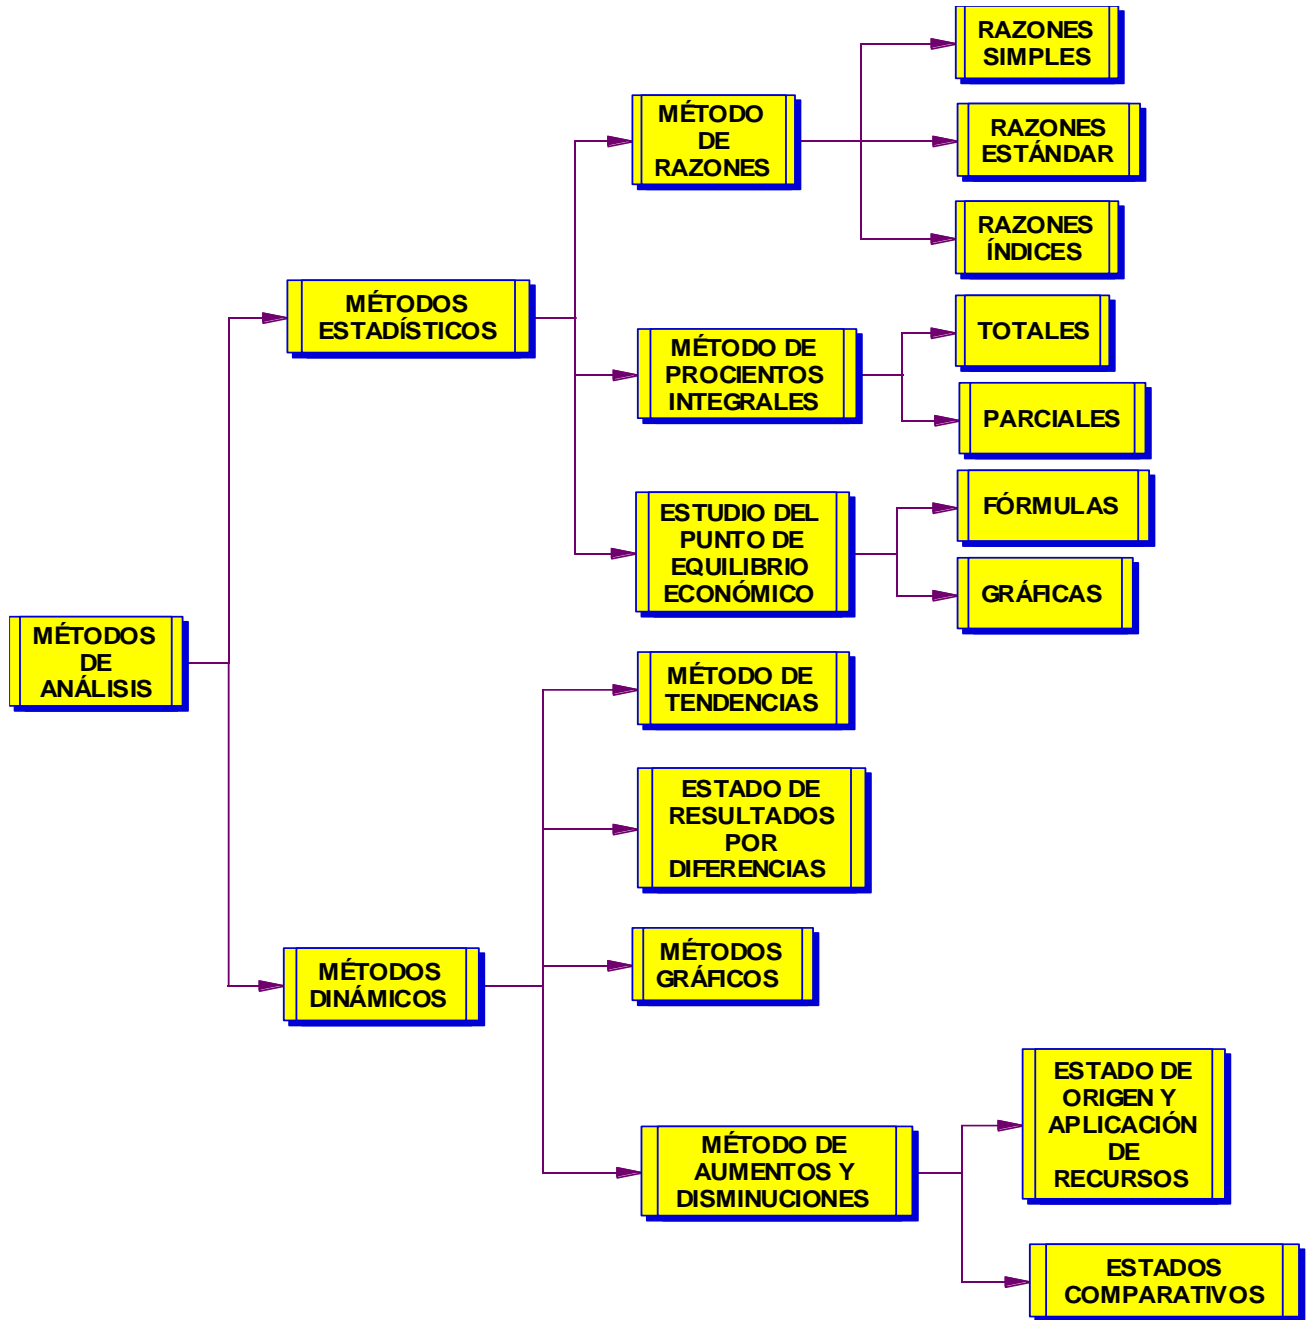 RAZONES
SIMPLES
MÉTODO
DE
RAZONES
RAZONES
ESTÁNDAR
RAZONES
ÍNDICES
MÉTODOS
ESTADÍSTICOS
TOTALES
MÉTODO DE
PROCIENTOS
INTEGRALES
PARCIALES
ESTUDIO DEL
PUNTO DE
EQUILIBRIO
ECONÓMICO
FÓRMULAS
GRÁFICAS
MÉTODOS
DE
ANÁLISIS
MÉTODO DE
TENDENCIAS
ESTADO DE
RESULTADOS
POR
DIFERENCIAS
MÉTODOS
GRÁFICOS
MÉTODOS
DINÁMICOS
ESTADO DE
ORIGEN Y
APLICACIÓN
DE
RECURSOS
MÉTODO DE
AUMENTOS Y
DISMINUCIONES
ESTADOS
COMPARATIVOS